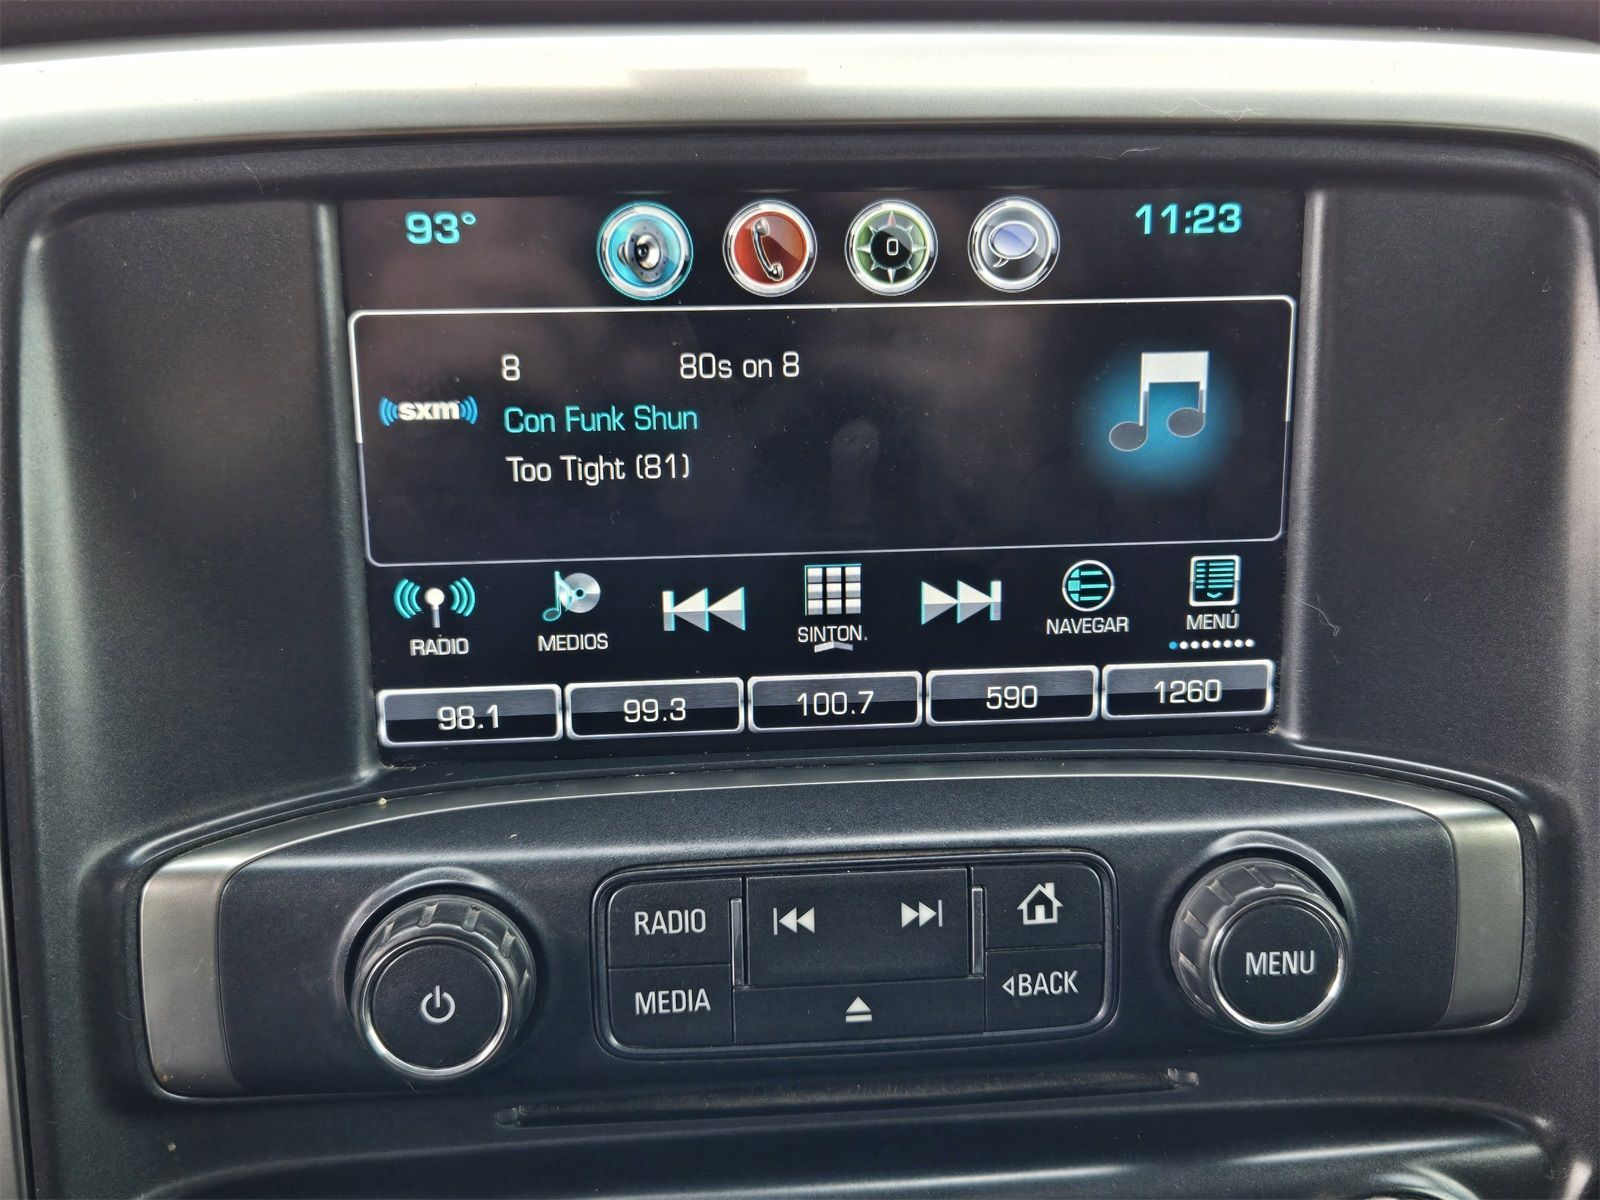 93° 0 11:23
8 80s on 8
sxm
Con Funk Shun
Too Tight (81)
RADIO MEDIOS SINTON. NAVEGAR MENÚ
98.1 99.3 100.7 590 1260
RADIO
MEDIA BACK
MENU